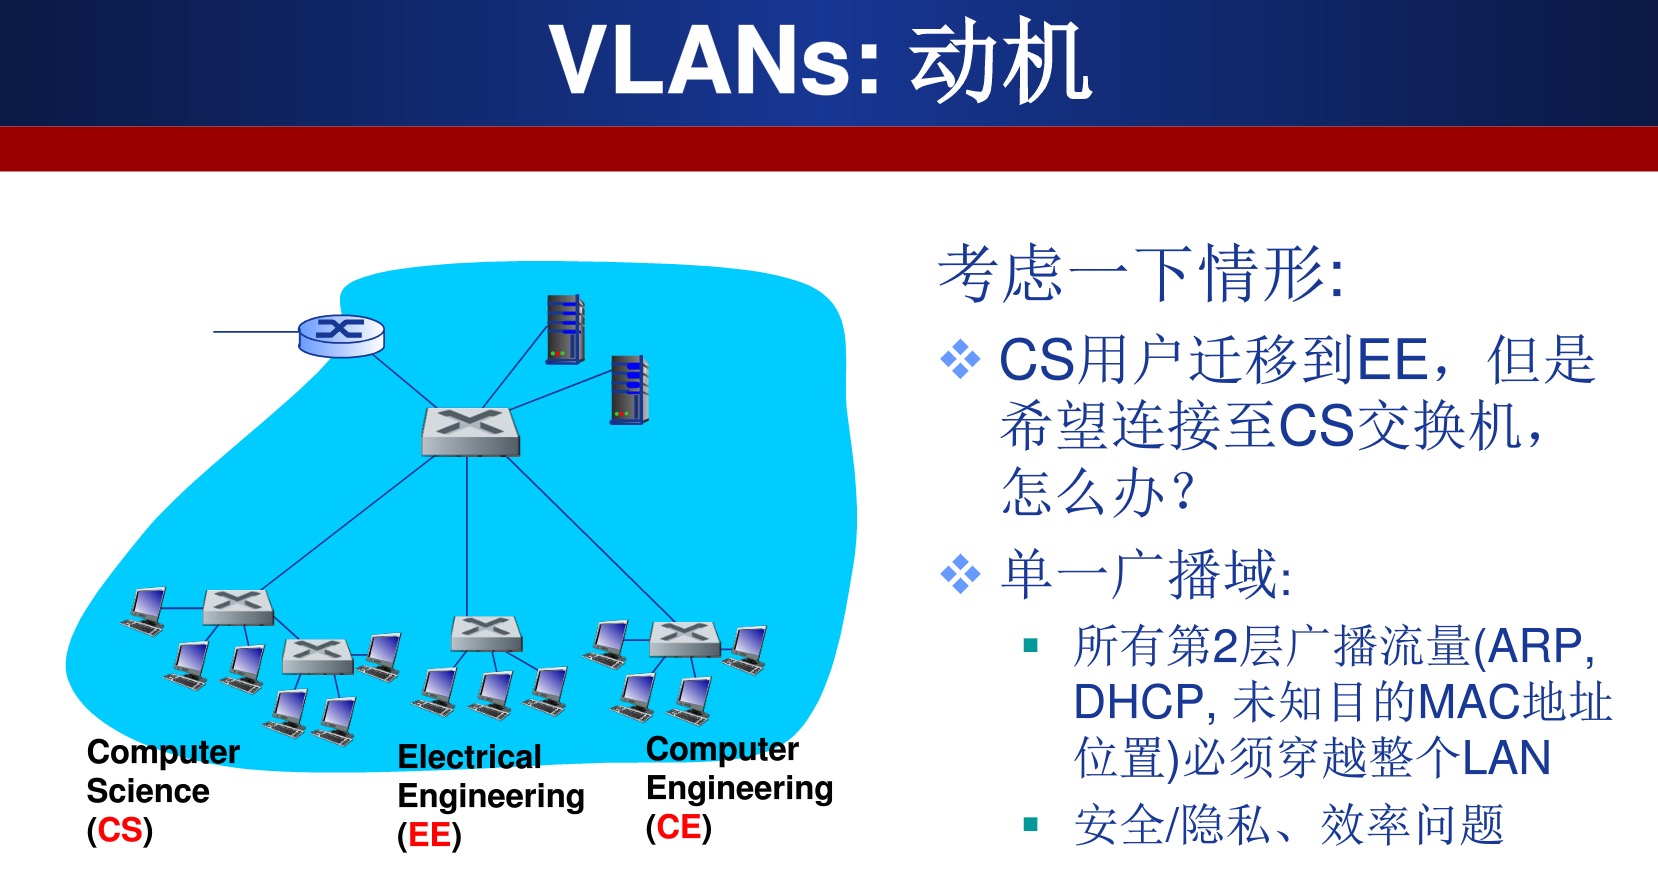 VLANs: 动机
考虑一下情形:
CS用户迁移到EE，但是
希望连接至CS交换机，
怎么办？
单一广播域:
所有第2层广播流量(ARP,
DHCP, 未知目的MAC地址
位置)必须穿越整个LAN
安全/隐私、效率问题
Computer
Science
(CS)
Electrical
Engineering
(EE)
Computer
Engineering
(CE)